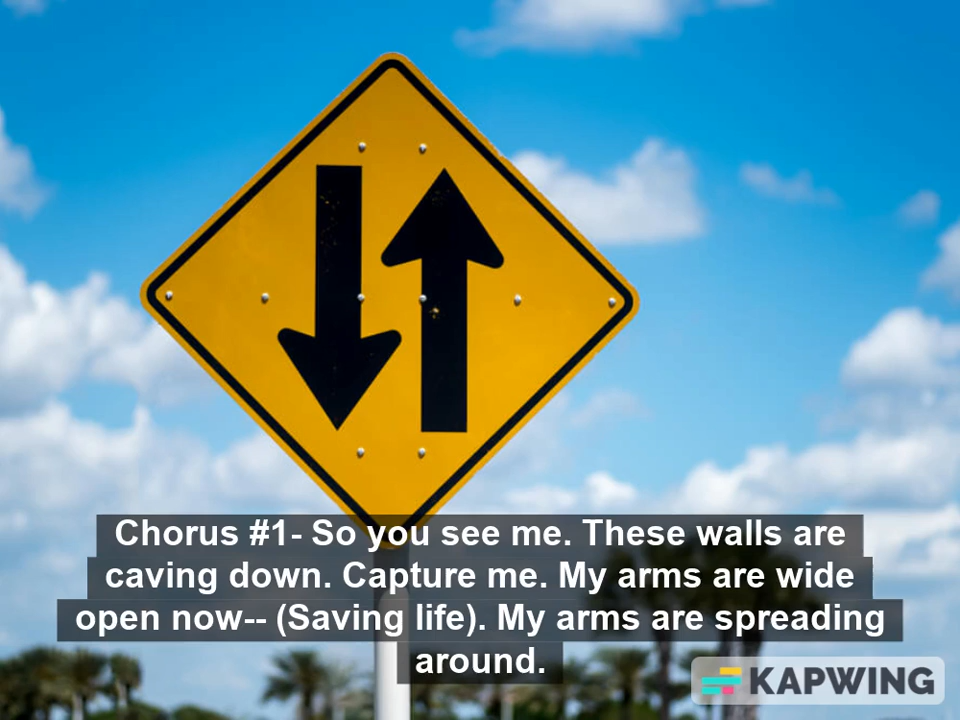 Chorus #1- So you see me. These walls are
caving down. Capture me. My arms are wide
open now-- (Saving life). My arms are spreading
around.
KAPWING